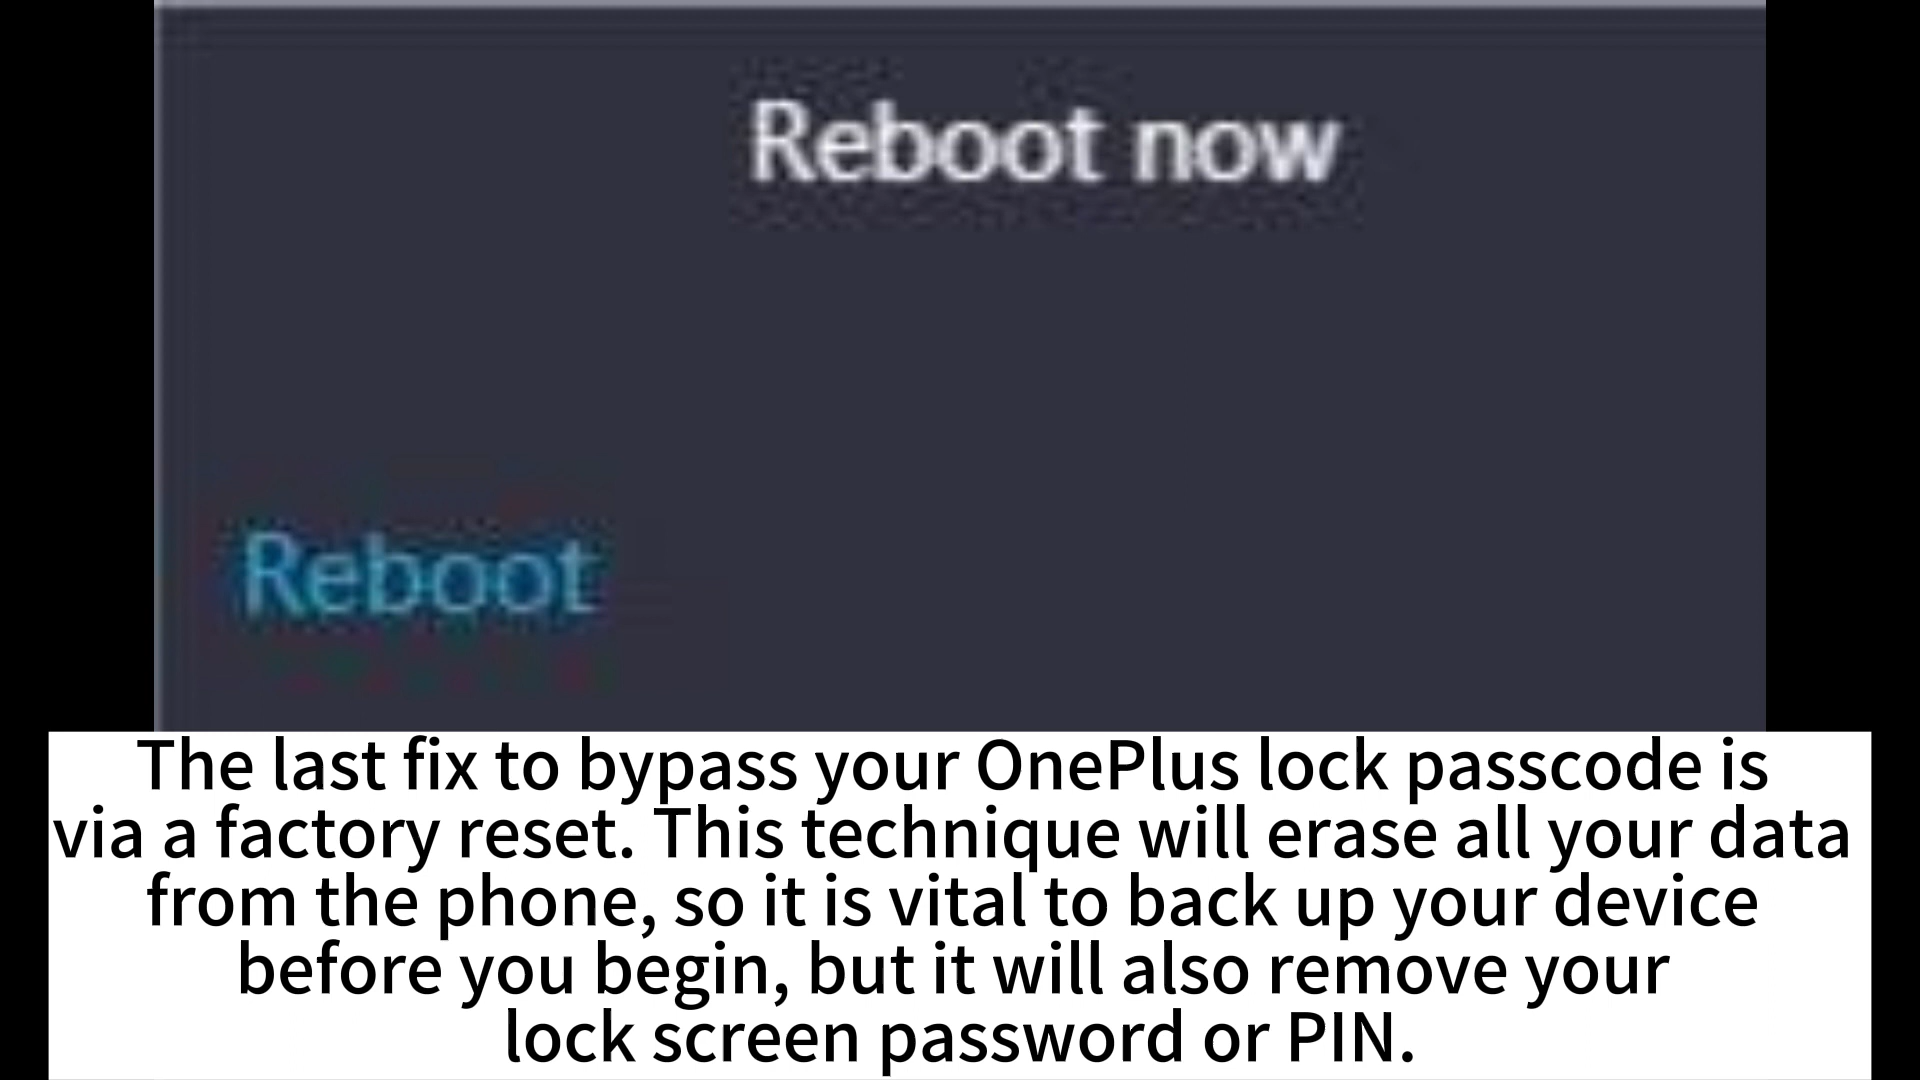 Reboot now
Reboot
The last fix to bypass your OnePlus lock passcode is
via a factory reset. This technique will erase all your data
from the phone, so it is vital to back up your device
before you begin, but it will also remove your
lock screen password or PIN.